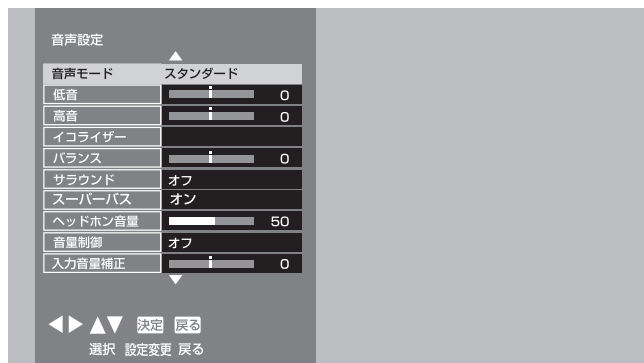 音声設定
音声モード スタンダード
低音 0
高音 0
イコライザー
バランス 0
サラウンド オフ
スーパーバス オン
ヘッドホン音量 50
音量制御 オフ
入力音量補正 0
決定 戻る
選択 設定変更 戻る